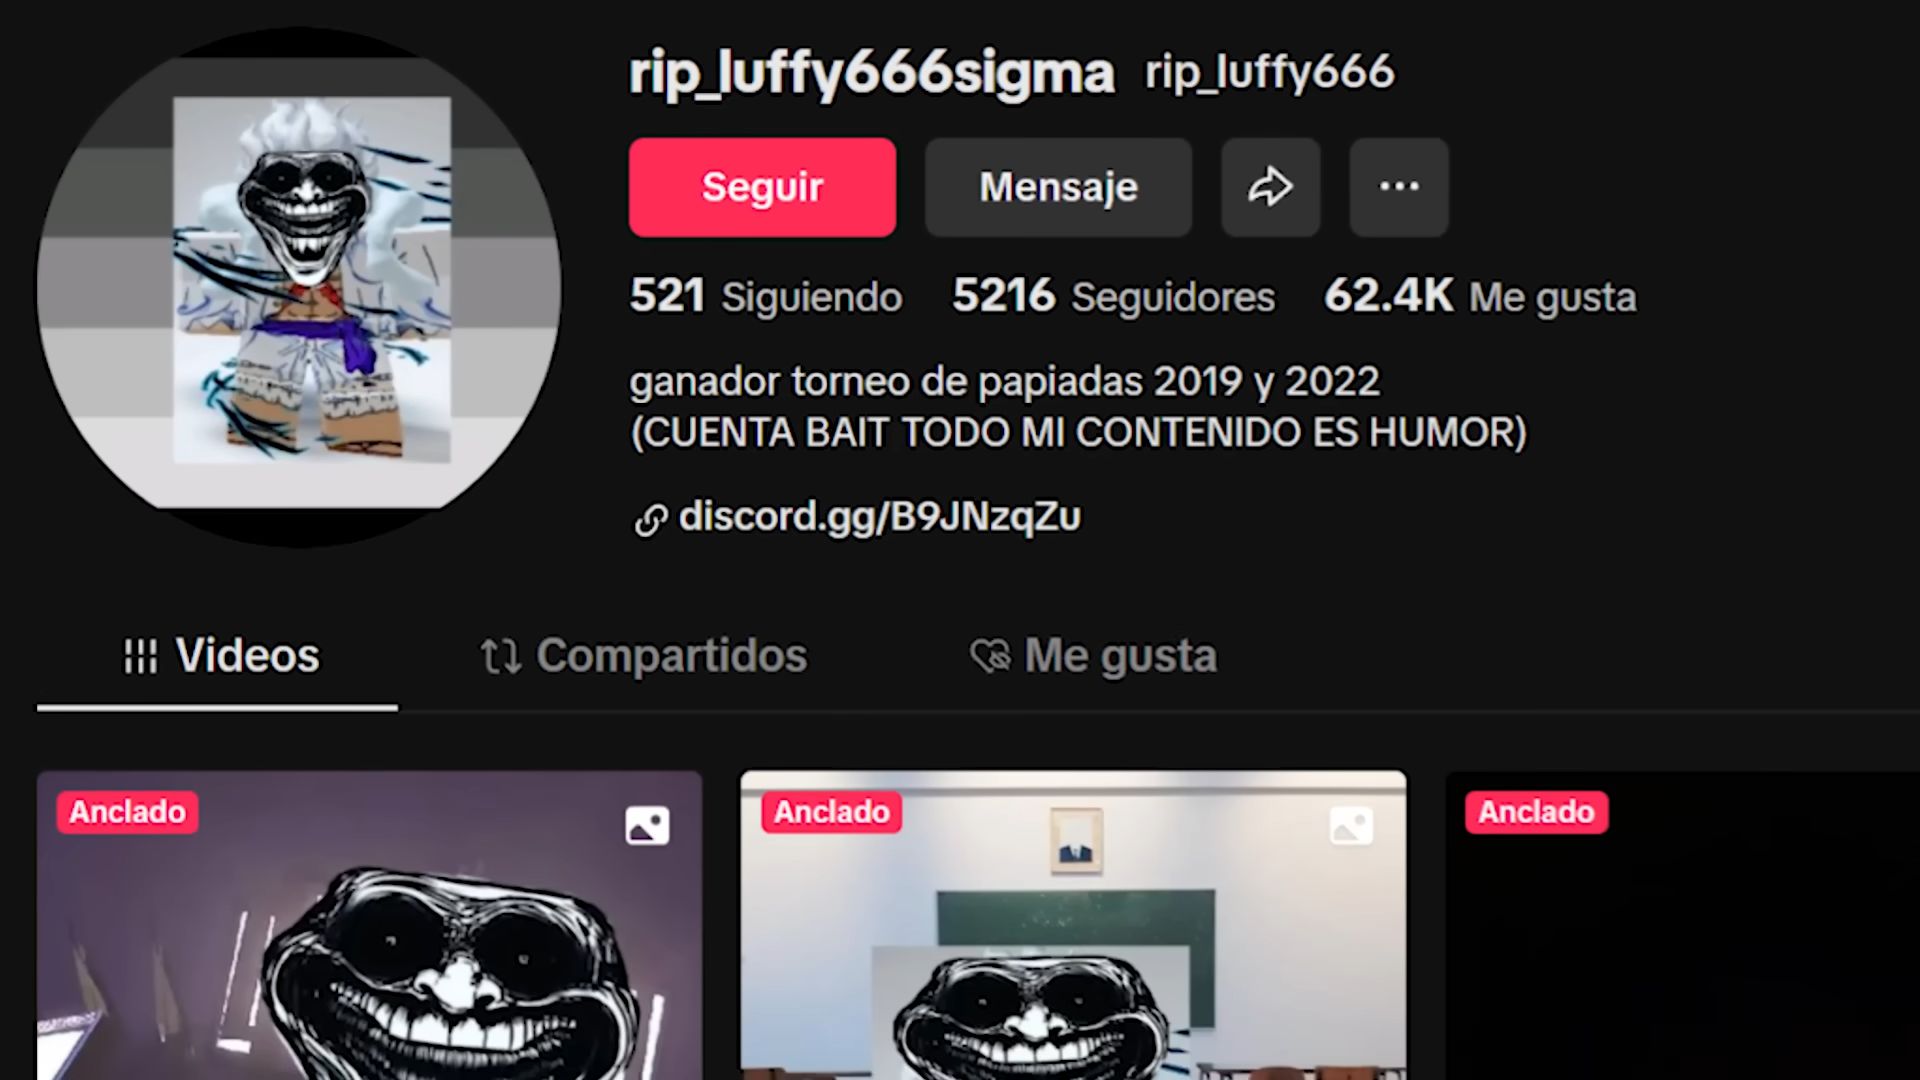 rip_luffy666sigma rip_luffy666
Seguir Mensaje
521 Siguiendo 5216 Seguidores 62.4K Me gusta
ganador torneo de papiadas 2019 y 2022
(CUENTA BAIT TODO MI CONTENIDO ES HUMOR)
discord.gg/B9JNzqZu
Videos Compartidos Me gusta
Anclado Anclado Anclado